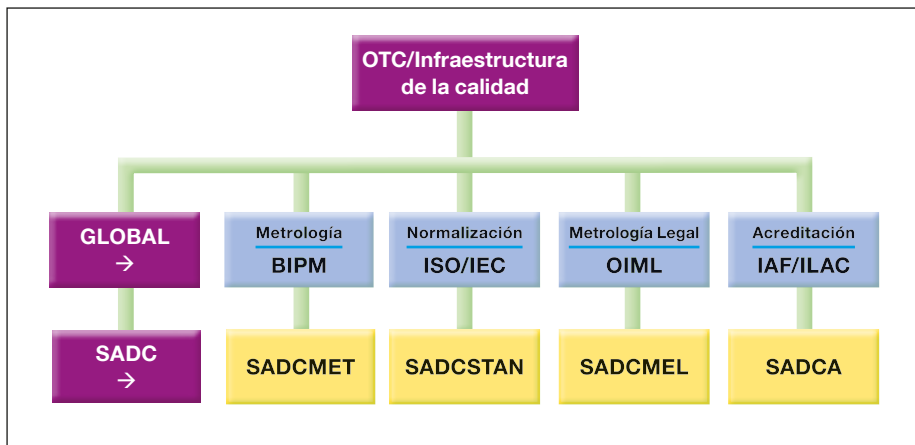 OTC/Infraestructura
de la calidad
GLOBAL
→
Metrología
BIPM
Normalización
ISO/IEC
Metrología Legal
OIML
Acreditación
IAF/ILAC
SADC
→
SADCMET
SADCSTAN
SADCMEL
SADCA